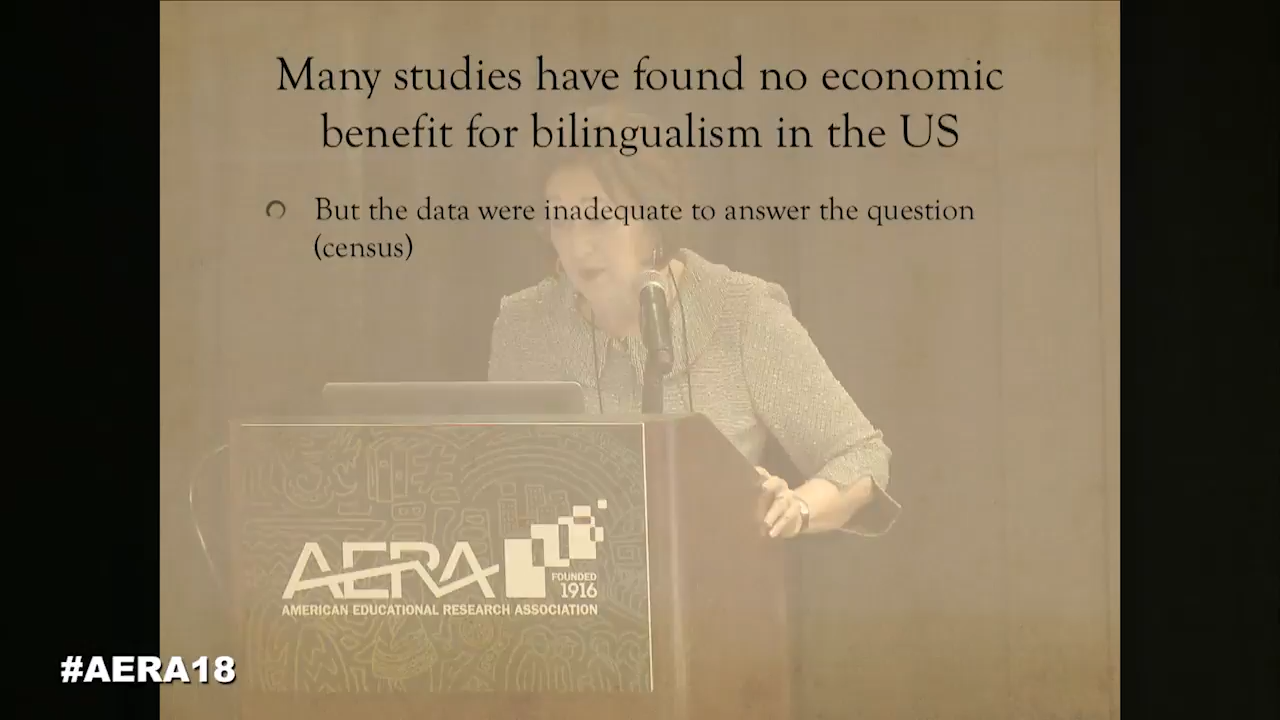 Many studies have found no economic
benefit for bilingualism in the US
But the data were inadequate to answer the question
(census)
AERA
FOUNDED
1916
AMERICAN EDUCATIONAL RESEARCH ASSOCIATION
#AERA18